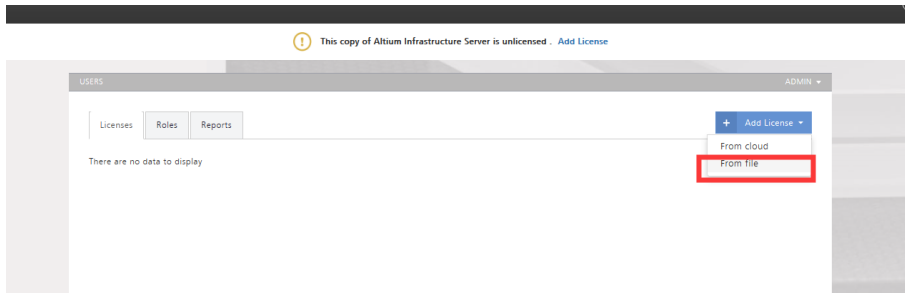 This copy of Altium Infrastructure Server is unlicensed . Add License
USERS
ADMIN
Licenses
Roles
Reports
+ Add License
From cloud
From file
There are no data to display